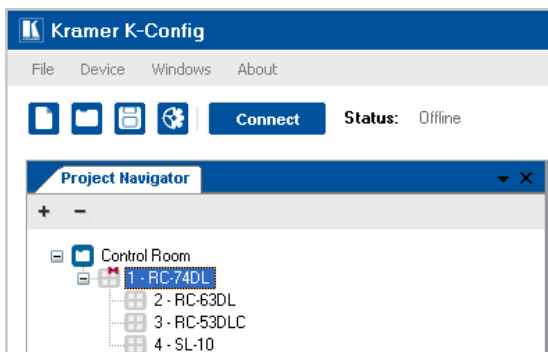 Kramer K-Config
File Device Windows About
Connect Status: Offline
Project Navigator
+ -
Control Room
M
1 - RC-74DL
2 - RC-63DL
3 - RC-53DLC
4 - SL-10